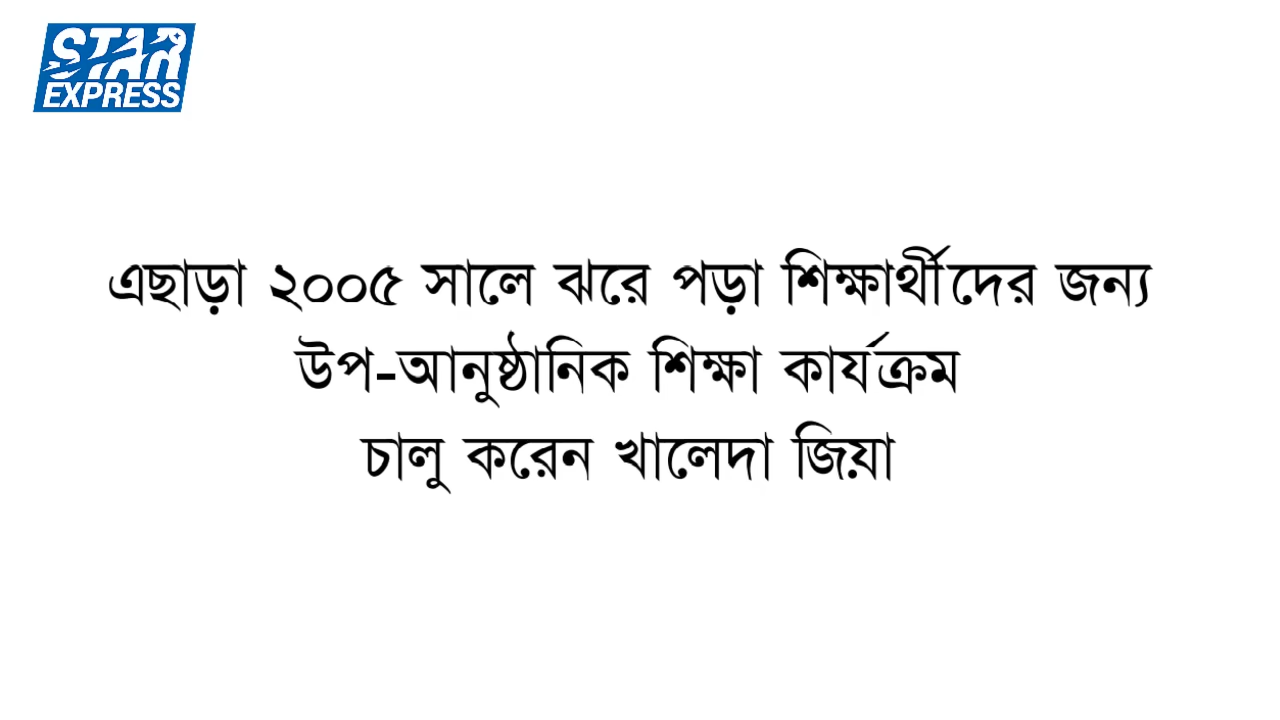 STAR
EXPRESS
এছাড়া ২০০৫ সালে ঝরে পড়া শিক্ষার্থীদের জন্য
উপ-আনুষ্ঠানিক শিক্ষা কার্যক্রম
চালু করেন খালেদা জিয়া